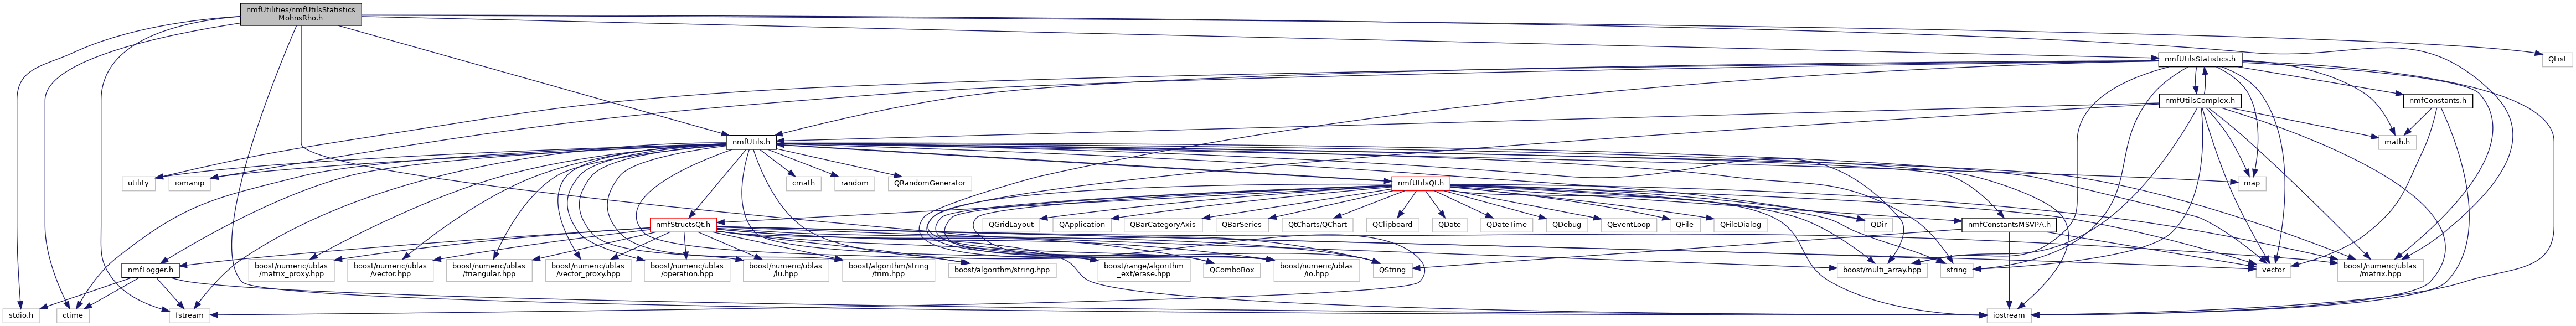 nmfUtilities/nmfUtilsStatistics
MohnsRho.h
QList
nmfUtilsStatistics.h
nmfUtilsComplex.h
nmfConstants.h
math.h
nmfUtils.h
utility
iomanip
cmath
random
QRandomGenerator
nmfUtilsQt.h
map
nmfStructsQt.h
QGridLayout
QApplication
QBarCategoryAxis
QBarSeries
QtCharts/QChart
QClipboard
QDate
QDateTime
QDebug
QEventLoop
QFile
QFileDialog
QDir
nmfConstantsMSVPA.h
nmfLogger.h
boost/numeric/ublas
/matrix_proxy.hpp
boost/numeric/ublas
/vector.hpp
boost/numeric/ublas
/triangular.hpp
boost/numeric/ublas
/vector_proxy.hpp
boost/numeric/ublas
/operation.hpp
boost/numeric/ublas
/lu.hpp
boost/algorithm/string
/trim.hpp
boost/algorithm/string.hpp
boost/range/algorithm
_ext/erase.hpp
QComboBox
boost/numeric/ublas
/io.hpp
QString
boost/multi_array.hpp
string
vector
boost/numeric/ublas
/matrix.hpp
stdio.h
ctime
fstream
iostream